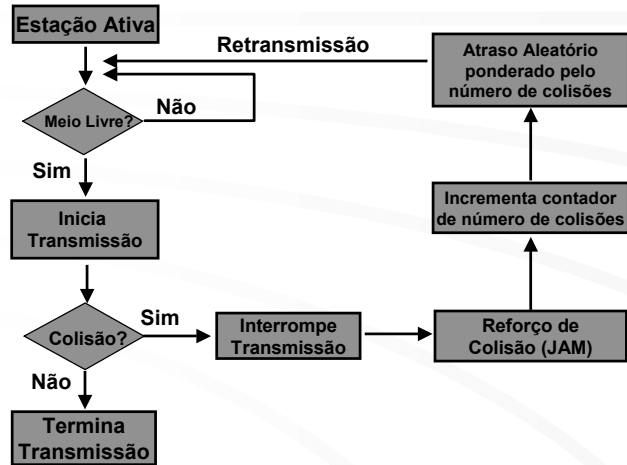 Estação Ativa
Retransmissão
Atraso Aleatório
ponderado pelo
número de colisões
Meio Livre?
Não
Sim
Inicia
Transmissão
Incrementa contador
de número de colisões
Colisão?
Sim
Interrompe
Transmissão
Reforço de
Colisão (JAM)
Não
Termina
Transmissão